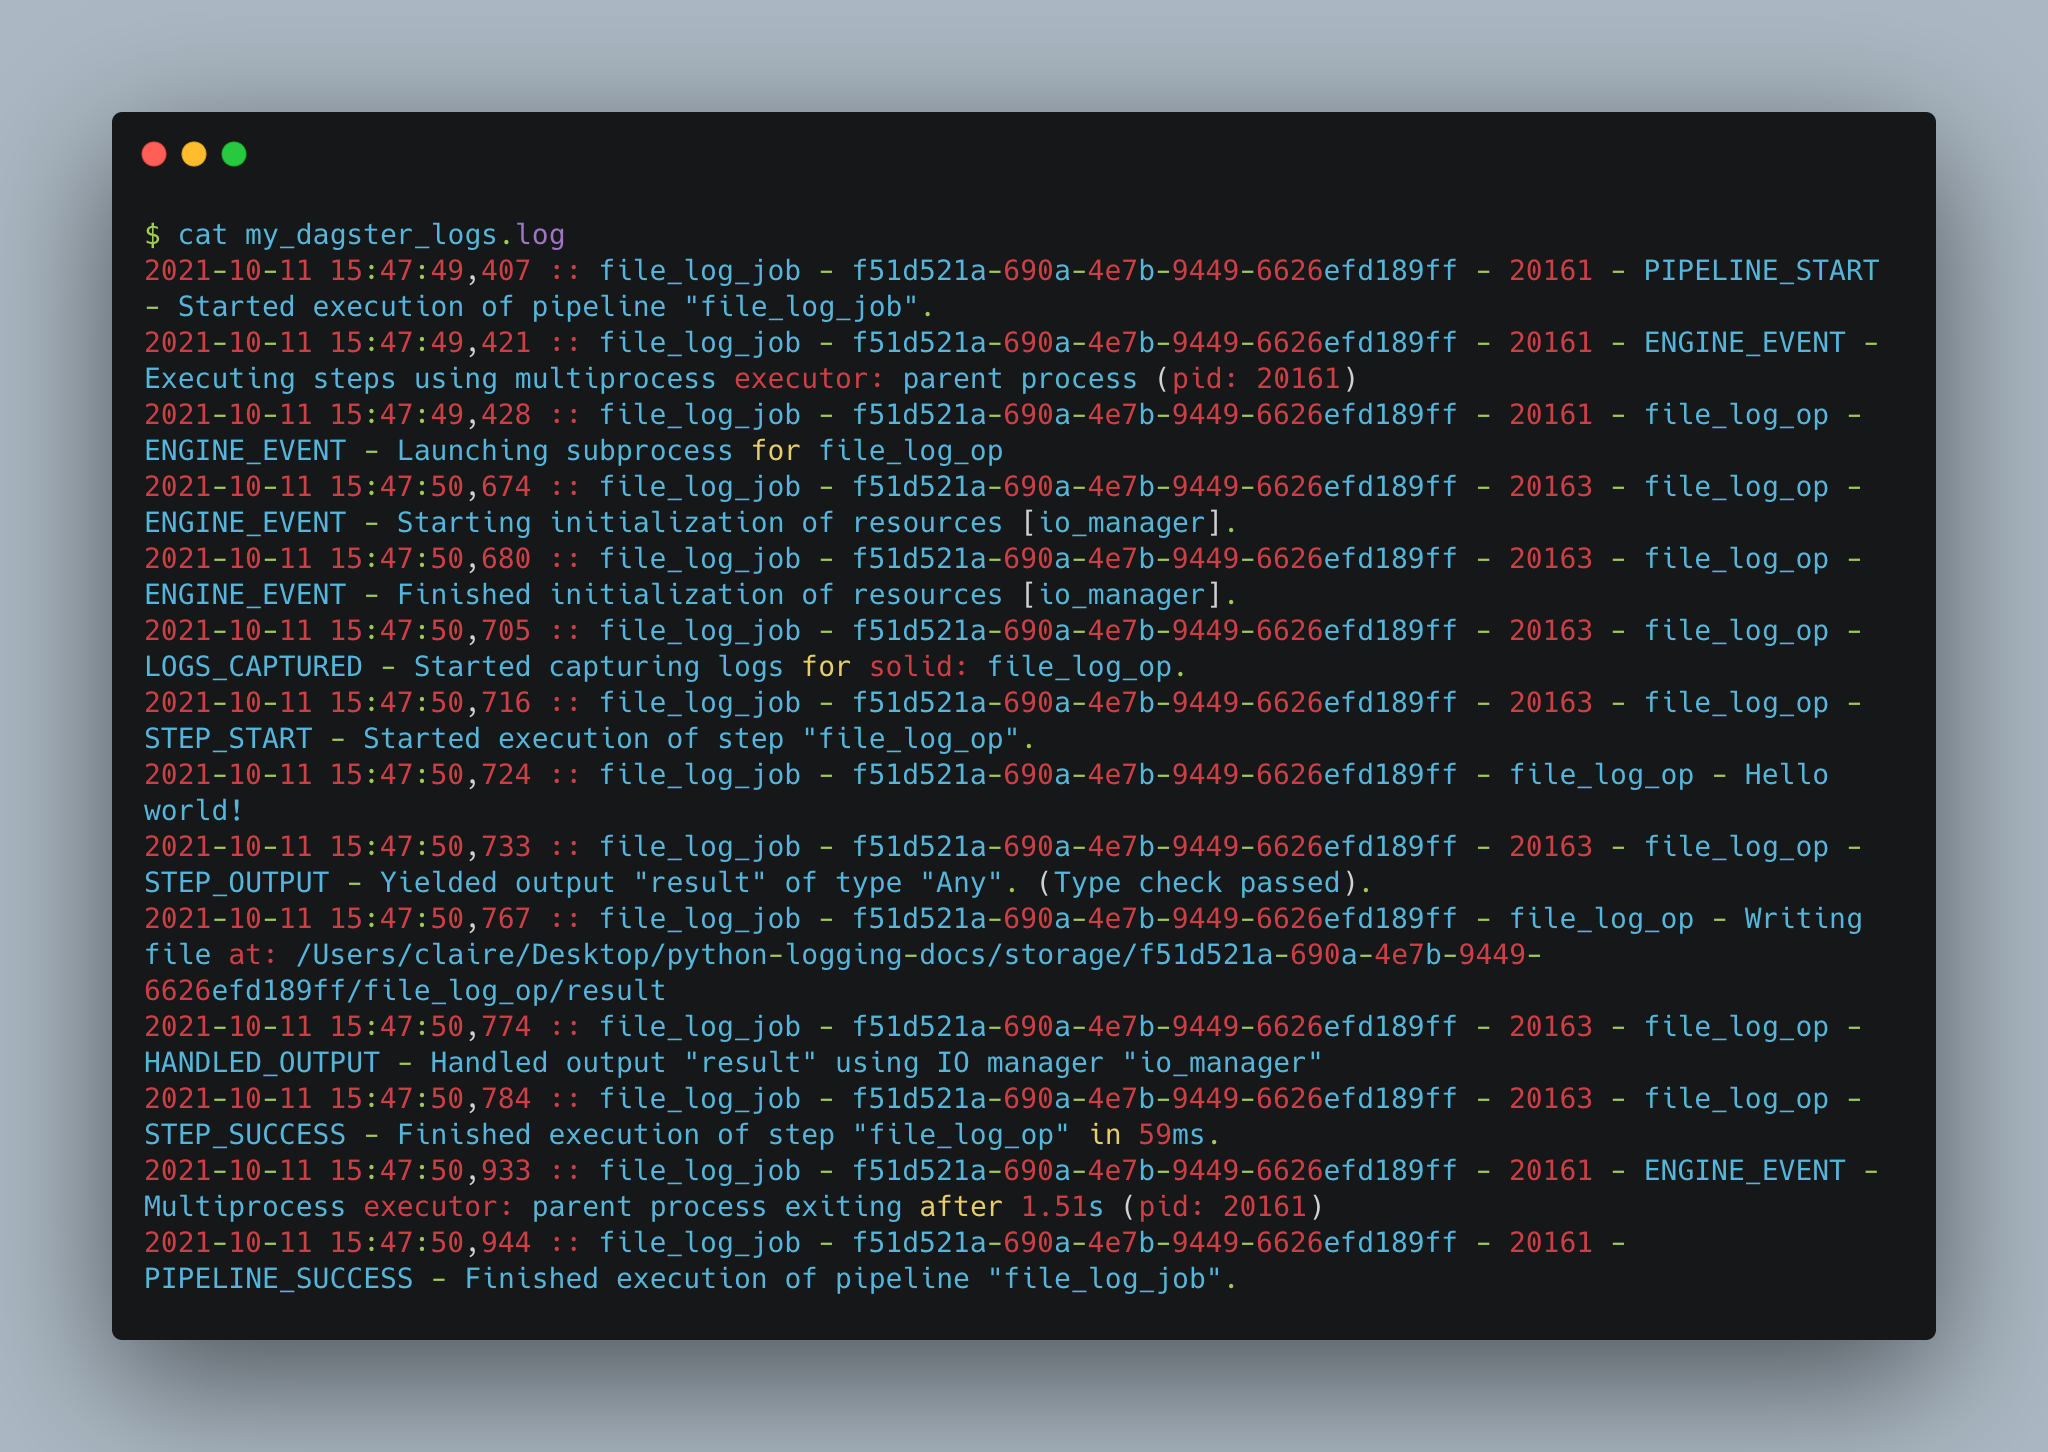 $ cat my_dagster_logs.log
2021-10-11 15:47:49,407 :: file_log_job - f51d521a-690a-4e7b-9449-6626efd189ff - 20161 - PIPELINE_START
- Started execution of pipeline "file_log_job".
2021-10-11 15:47:49,421 :: file_log_job - f51d521a-690a-4e7b-9449-6626efd189ff - 20161 - ENGINE_EVENT -
Executing steps using multiprocess executor: parent process (pid: 20161)
2021-10-11 15:47:49,428 :: file_log_job - f51d521a-690a-4e7b-9449-6626efd189ff - 20161 - file_log_op -
ENGINE_EVENT - Launching subprocess for file_log_op
2021-10-11 15:47:50,674 :: file_log_job - f51d521a-690a-4e7b-9449-6626efd189ff - 20163 - file_log_op -
ENGINE_EVENT - Starting initialization of resources [io_manager].
2021-10-11 15:47:50,680 :: file_log_job - f51d521a-690a-4e7b-9449-6626efd189ff - 20163 - file_log_op -
ENGINE_EVENT - Finished initialization of resources [io_manager].
2021-10-11 15:47:50,705 :: file_log_job - f51d521a-690a-4e7b-9449-6626efd189ff - 20163 - file_log_op -
LOGS_CAPTURED - Started capturing logs for solid: file_log_op.
2021-10-11 15:47:50,716 :: file_log_job - f51d521a-690a-4e7b-9449-6626efd189ff - 20163 - file_log_op -
STEP_START - Started execution of step "file_log_op".
2021-10-11 15:47:50,724 :: file_log_job - f51d521a-690a-4e7b-9449-6626efd189ff - file_log_op - Hello
world!
2021-10-11 15:47:50,733 :: file_log_job - f51d521a-690a-4e7b-9449-6626efd189ff - 20163 - file_log_op -
STEP_OUTPUT - Yielded output "result" of type "Any". (Type check passed).
2021-10-11 15:47:50,767 :: file_log_job - f51d521a-690a-4e7b-9449-6626efd189ff - file_log_op - Writing
file at: /Users/claire/Desktop/python-logging-docs/storage/f51d521a-690a-4e7b-9449-
6626efd189ff/file_log_op/result
2021-10-11 15:47:50,774 :: file_log_job - f51d521a-690a-4e7b-9449-6626efd189ff - 20163 - file_log_op -
HANDLED_OUTPUT - Handled output "result" using IO manager "io_manager"
2021-10-11 15:47:50,784 :: file_log_job - f51d521a-690a-4e7b-9449-6626efd189ff - 20163 - file_log_op -
STEP_SUCCESS - Finished execution of step "file_log_op" in 59ms.
2021-10-11 15:47:50,933 :: file_log_job - f51d521a-690a-4e7b-9449-6626efd189ff - 20161 - ENGINE_EVENT -
Multiprocess executor: parent process exiting after 1.51s (pid: 20161)
2021-10-11 15:47:50,944 :: file_log_job - f51d521a-690a-4e7b-9449-6626efd189ff - 20161 -
PIPELINE_SUCCESS - Finished execution of pipeline "file_log_job".